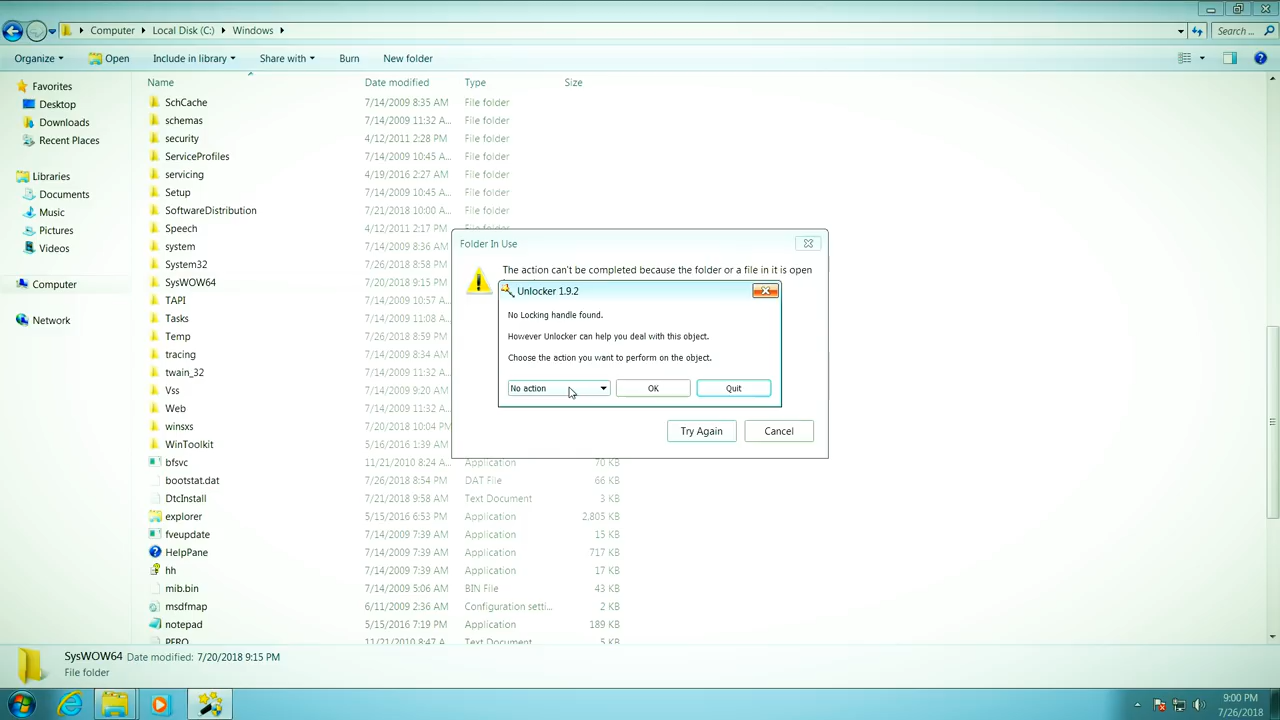 Computer Local Disk (C:) Windows Search ...
Organize Open Include in library Share with Burn New folder
Name Date modified Type Size
Favorites
Desktop
Downloads
Recent Places
Libraries
Documents
Music
Pictures
Videos
Computer
Network
SchCache 7/14/2009 8:35 AM File folder
schemas 7/14/2009 11:32 A... File folder
security 4/12/2011 2:28 PM File folder
ServiceProfiles 7/14/2009 10:45 A... File folder
servicing 4/19/2016 2:27 AM File folder
Setup 7/14/2009 10:45 A... File folder
SoftwareDistribution 7/21/2018 10:00 A... File folder
Speech 4/12/2011 2:17 PM File folder
system 7/14/2009 8:36 AM
System32 7/26/2018 8:58 PM
SysWOW64 7/20/2018 9:15 PM
TAPI 7/14/2009 10:57 A...
Tasks 7/14/2009 11:08 A...
Temp 7/26/2018 8:59 PM
tracing 7/14/2009 8:34 AM
twain_32 7/14/2009 11:32 A...
Vss 7/14/2009 9:20 AM
Web 7/14/2009 11:32 A...
winsxs 7/20/2018 10:04 P...
WinToolkit 5/16/2016 1:39 AM
bfsvc 11/21/2010 8:24 A... Application 70 KB
bootstat.dat 7/26/2018 8:54 PM DAT File 66 KB
DtcInstall 7/21/2018 9:58 AM Text Document 3 KB
explorer 5/15/2016 6:53 PM Application 2,805 KB
fveupdate 7/14/2009 7:39 AM Application 15 KB
HelpPane 7/14/2009 7:39 AM Application 717 KB
hh 7/14/2009 7:39 AM Application 17 KB
mib.bin 7/14/2009 5:06 AM BIN File 43 KB
msdfmap 6/11/2009 2:36 AM Configuration setti... 2 KB
notepad 5/15/2016 7:19 PM Application 189 KB
PFRO 11/21/2010 8:47 A... Text Document 5 KB
Folder In Use
The action can't be completed because the folder or a file in it is open
Unlocker 1.9.2
No Locking handle found.
However Unlocker can help you deal with this object.
Choose the action you want to perform on the object.
No action OK Quit
Try Again Cancel
SysWOW64 Date modified: 7/20/2018 9:15 PM
File folder
9:00 PM
7/26/2018